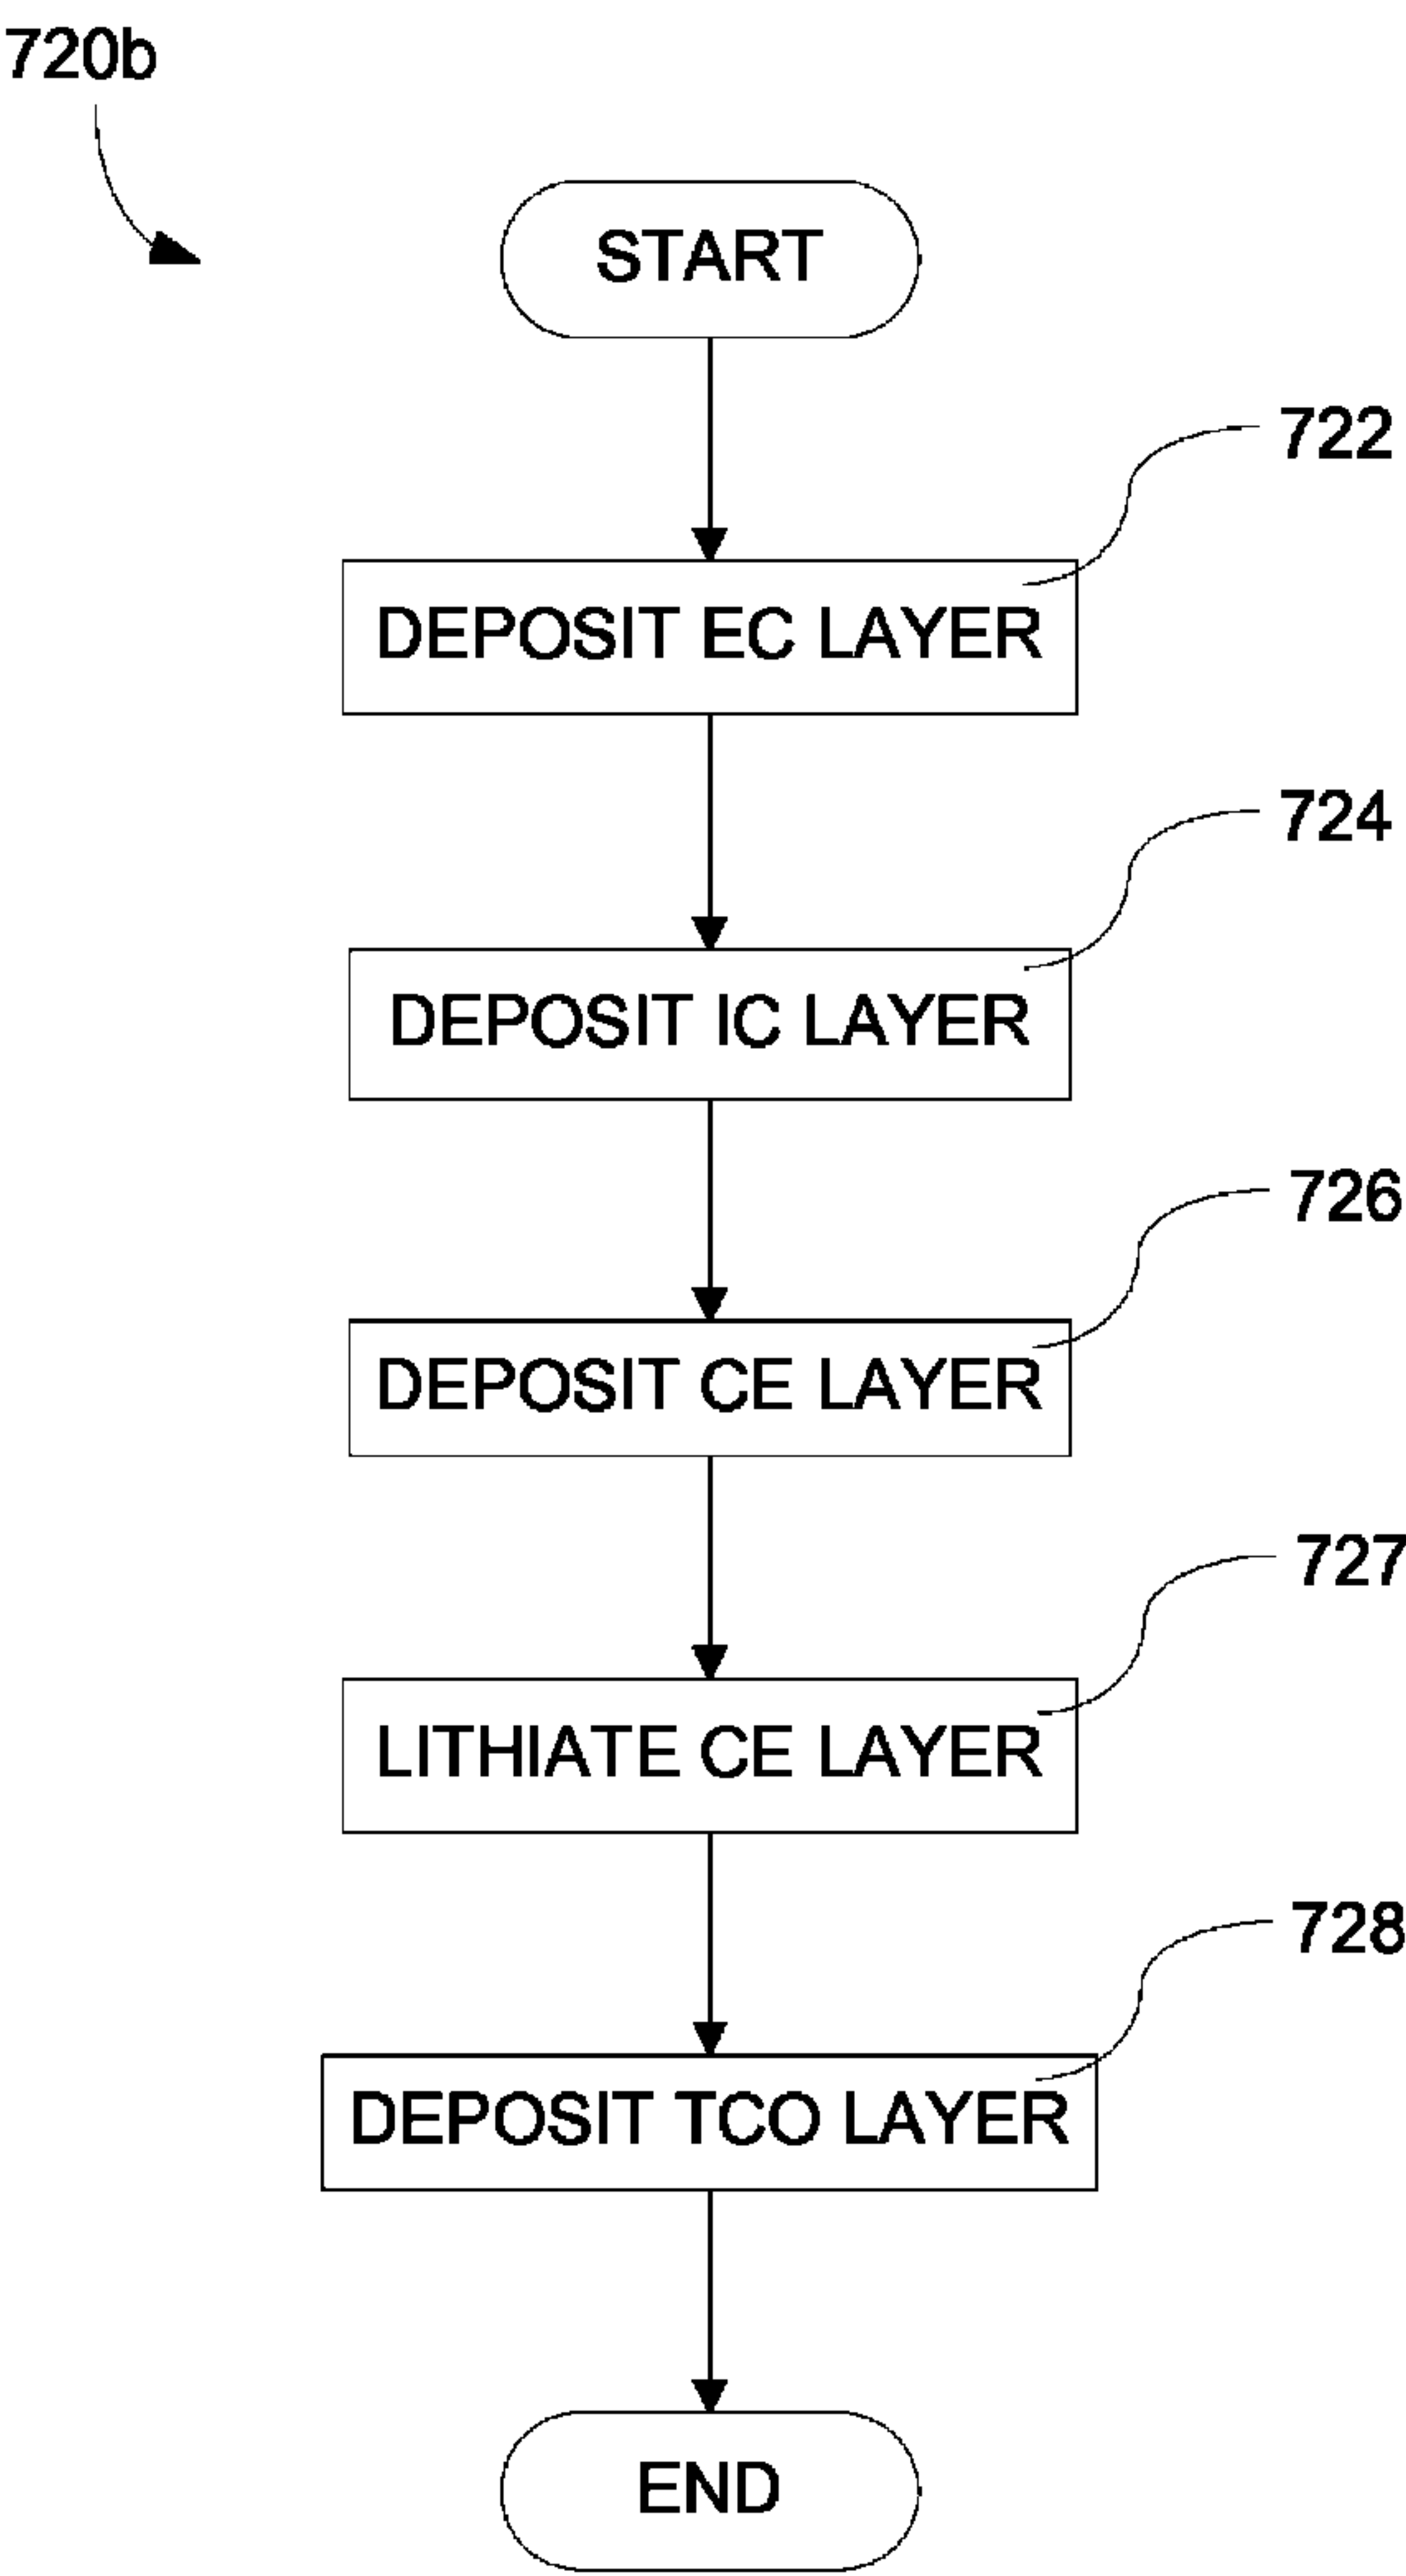 720b
START
722
DEPOSIT EC LAYER
724
DEPOSIT IC LAYER
726
DEPOSIT CE LAYER
727
LITHIATE CE LAYER
728
DEPOSIT TCO LAYER
END